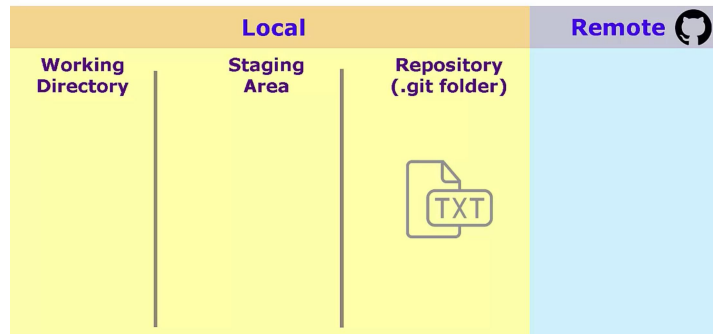 Local
Remote
Working
Directory
Staging
Area
Repository
(.git folder)
TXT